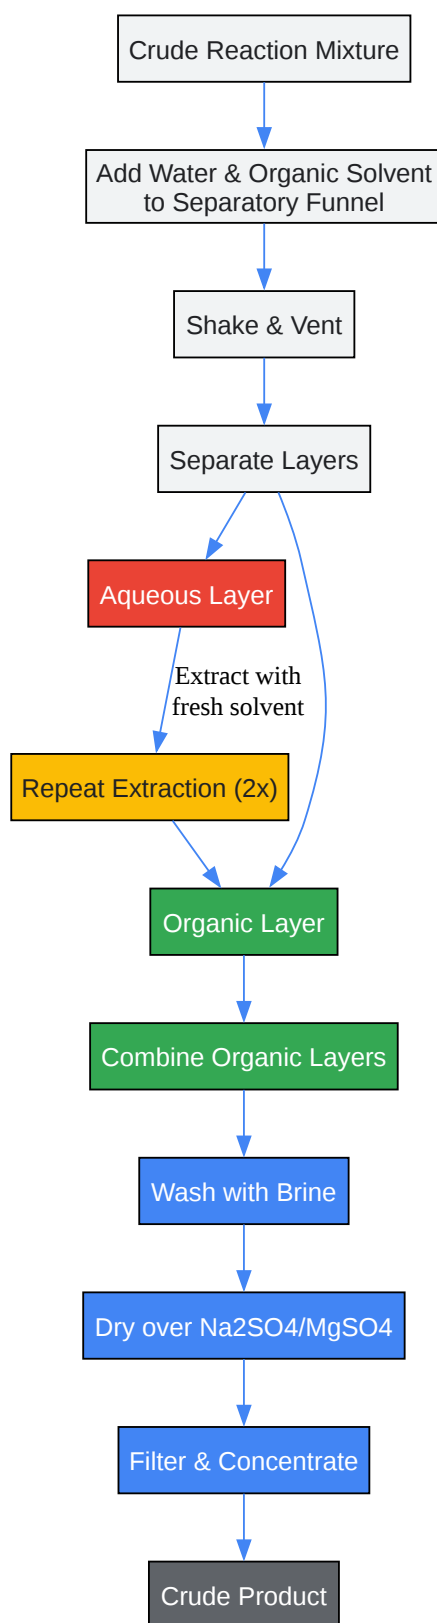 Crude Reaction Mixture
Add Water & Organic Solvent
to Separatory Funnel
Shake & Vent
Separate Layers
Aqueous Layer
Extract with
fresh solvent
Repeat Extraction (2x)
Organic Layer
Combine Organic Layers
Wash with Brine
Dry over Na2SO4/MgSO4
Filter & Concentrate
Crude Product